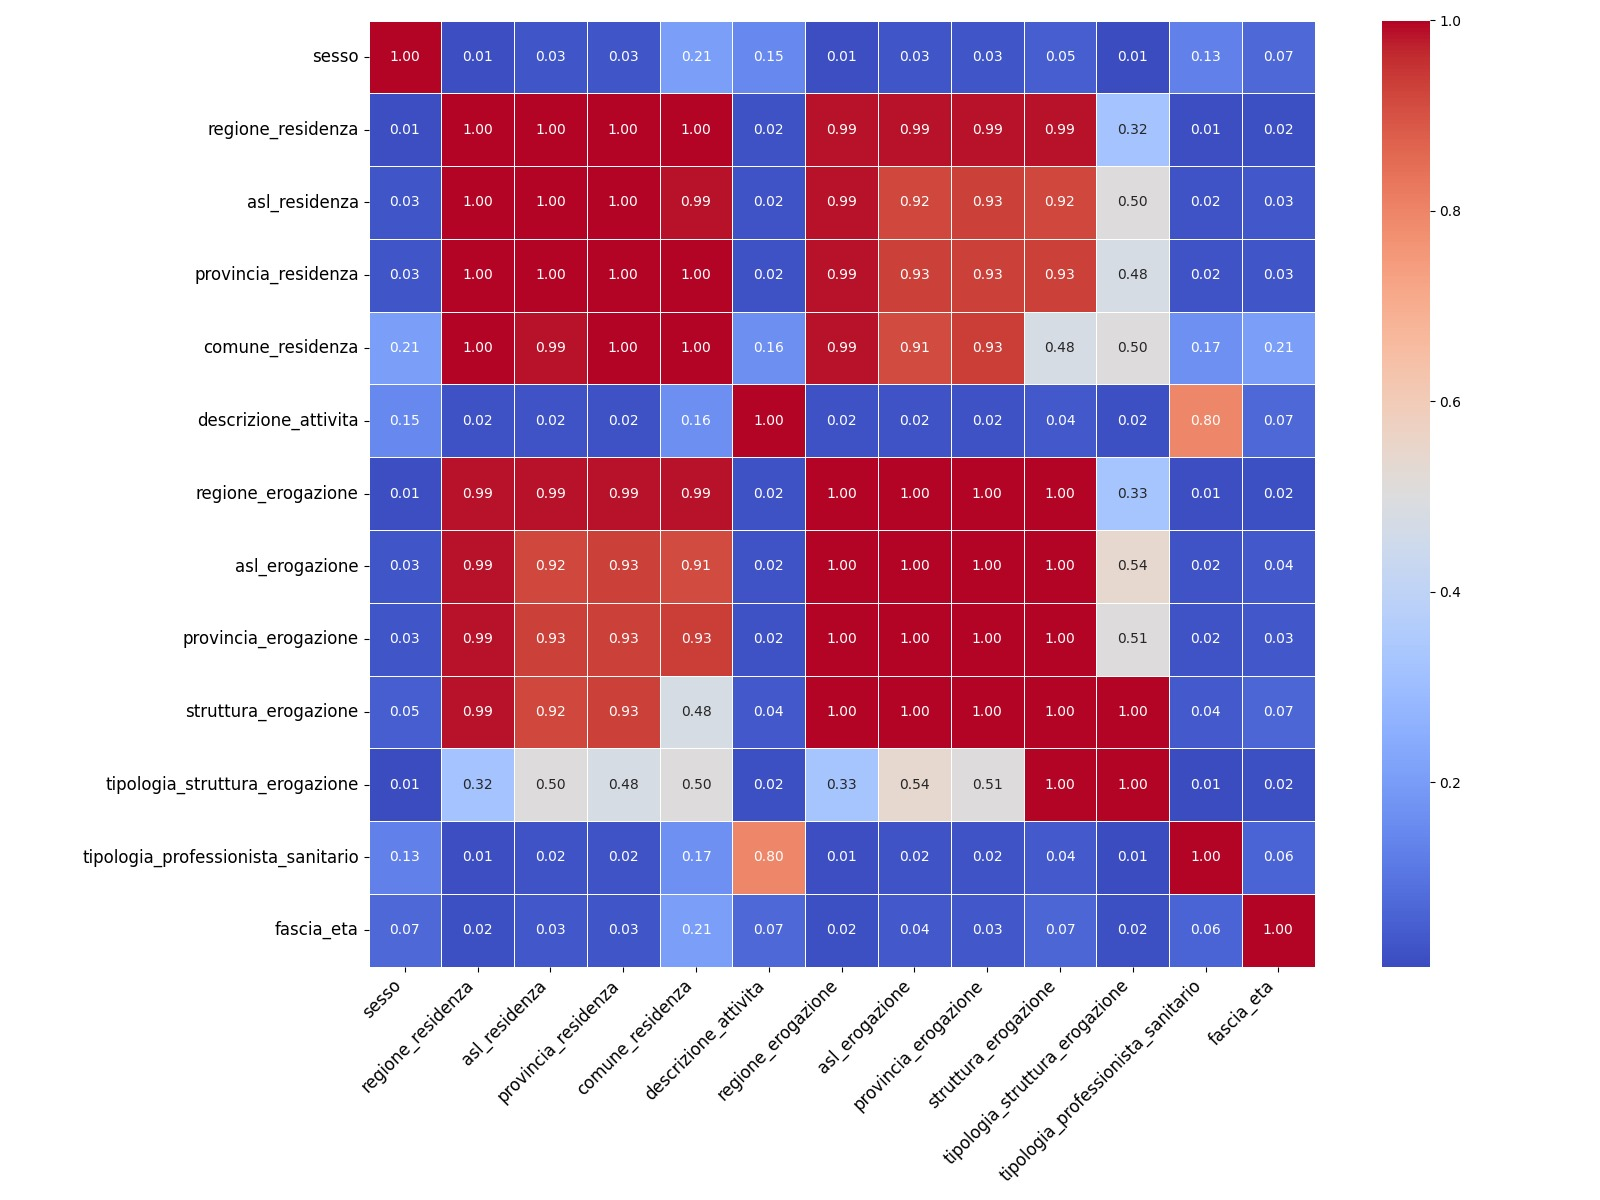 sesso 1.00 0.01 0.03 0.03 0.21 0.15 0.01 0.03 0.03 0.05 0.01 0.13 0.07
regione_residenza 0.01 1.00 1.00 1.00 1.00 0.02 0.99 0.99 0.99 0.99 0.32 0.01 0.02
asl_residenza 0.03 1.00 1.00 1.00 0.99 0.02 0.99 0.92 0.93 0.92 0.50 0.02 0.03
provincia_residenza 0.03 1.00 1.00 1.00 1.00 0.02 0.99 0.93 0.93 0.93 0.48 0.02 0.03
comune_residenza 0.21 1.00 0.99 1.00 1.00 0.16 0.99 0.91 0.93 0.48 0.50 0.17 0.21
descrizione_attivita 0.15 0.02 0.02 0.02 0.16 1.00 0.02 0.02 0.02 0.04 0.02 0.80 0.07
regione_erogazione 0.01 0.99 0.99 0.99 0.99 0.02 1.00 1.00 1.00 1.00 0.33 0.01 0.02
asl_erogazione 0.03 0.99 0.92 0.93 0.91 0.02 1.00 1.00 1.00 1.00 0.54 0.02 0.04
provincia_erogazione 0.03 0.99 0.93 0.93 0.93 0.02 1.00 1.00 1.00 1.00 0.51 0.02 0.03
struttura_erogazione 0.05 0.99 0.92 0.93 0.48 0.04 1.00 1.00 1.00 1.00 1.00 0.04 0.07
tipologia_struttura_erogazione 0.01 0.32 0.50 0.48 0.50 0.02 0.33 0.54 0.51 1.00 1.00 0.01 0.02
tipologia_professionista_sanitario 0.13 0.01 0.02 0.02 0.17 0.80 0.01 0.02 0.02 0.04 0.01 1.00 0.06
fascia_eta 0.07 0.02 0.03 0.03 0.21 0.07 0.02 0.04 0.03 0.07 0.02 0.06 1.00
sesso
regione_residenza
asl_residenza
provincia_residenza
comune_residenza
descrizione_attivita
regione_erogazione
asl_erogazione
provincia_erogazione
struttura_erogazione
tipologia_struttura_erogazione
tipologia_professionista_sanitario
fascia_eta
1.0
0.8
0.6
0.4
0.2